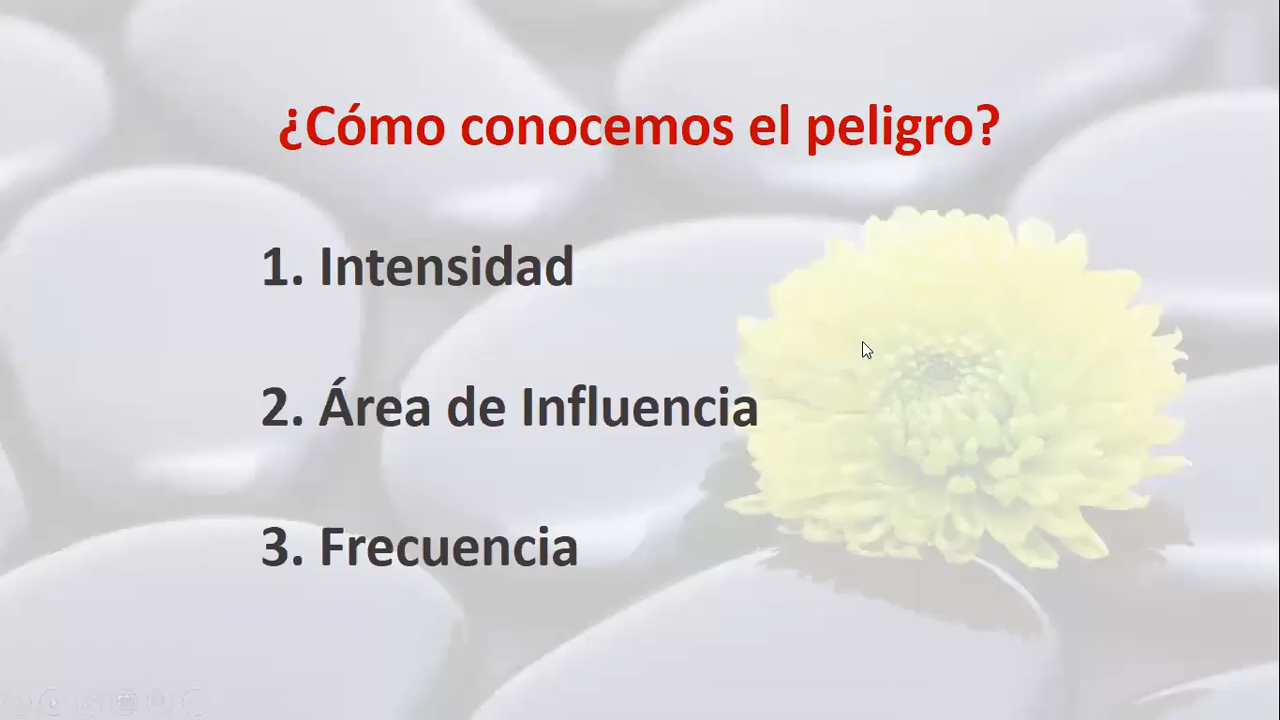 ¿Cómo conocemos el peligro?
1. Intensidad
2. Área de Influencia
3. Frecuencia